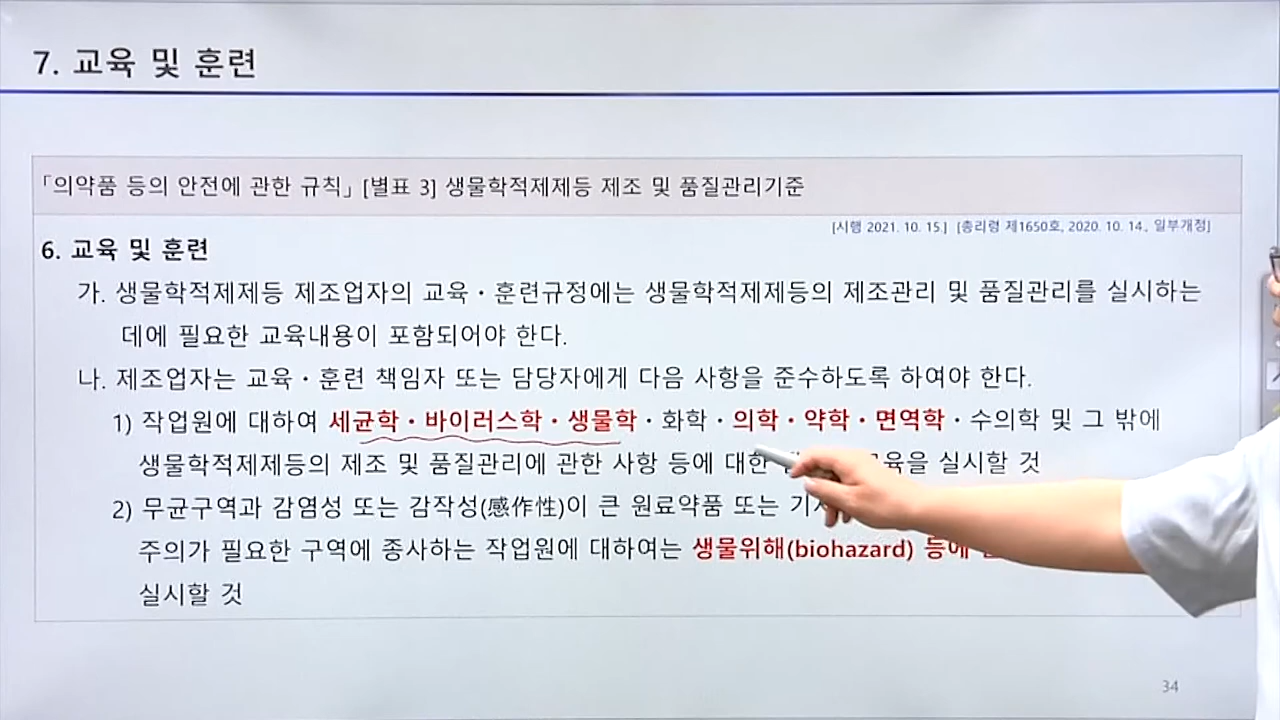 7. 교육 및 훈련
「의약품 등의 안전에 관한 규칙」 [별표 3] 생물학적제제등 제조 및 품질관리기준
[시행 2021. 10. 15.] [총리령 제1650호, 2020. 10. 14., 일부개정]
6. 교육 및 훈련
가. 생물학적제제등 제조업자의 교육・훈련규정에는 생물학적제제등의 제조관리 및 품질관리를 실시하는
데에 필요한 교육내용이 포함되어야 한다.
나. 제조업자는 교육・훈련 책임자 또는 담당자에게 다음 사항을 준수하도록 하여야 한다.
1) 작업원에 대하여 세균학・바이러스학・생물학・화학・의학・약학・면역학・수의학 및 그 밖에
생물학적제제등의 제조 및 품질관리에 관한 사항 등에 대한 을 실시할 것
2) 무균구역과 감염성 또는 감작성(感作性)이 큰 원료약품 또는
주의가 필요한 구역에 종사하는 작업원에 대하여는 생물위해(biohazard) 등에
실시할 것
34